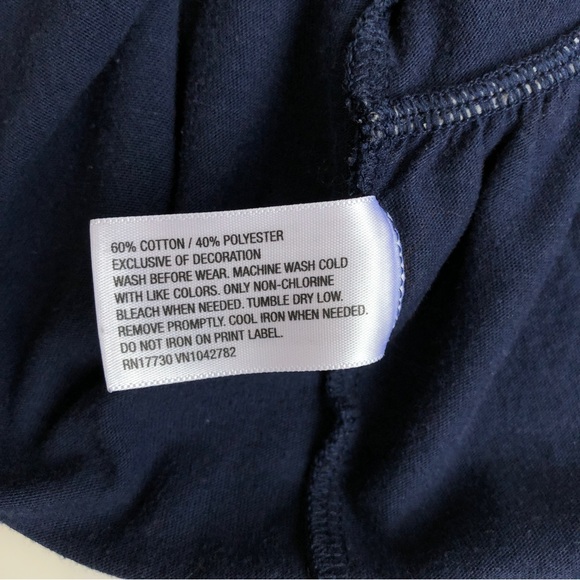 60% COTTON / 40% POLYESTER
EXCLUSIVE OF DECORATION
WASH BEFORE WEAR. MACHINE WASH COLD
WITH LIKE COLORS. ONLY NON-CHLORINE
BLEACH WHEN NEEDED. TUMBLE DRY LOW.
REMOVE PROMPTLY. COOL IRON WHEN NEEDED.
DO NOT IRON ON PRINT LABEL.
RN17730 VN1042782